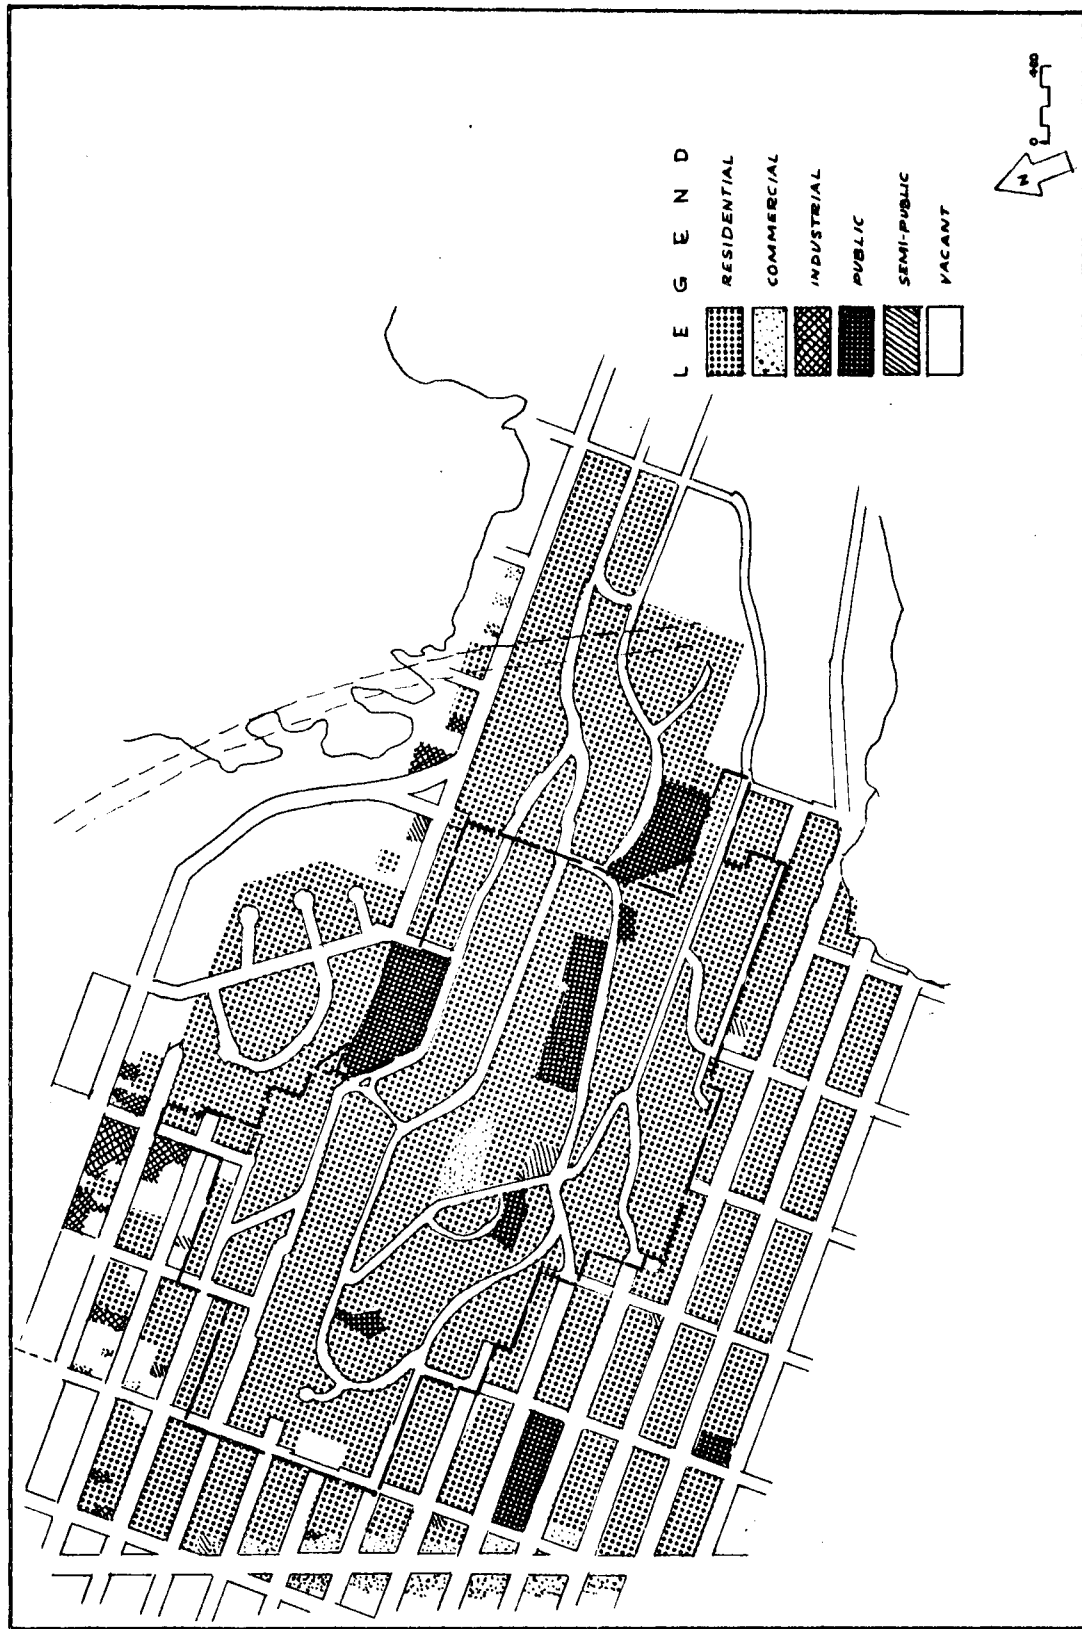 L E G E N D
RESIDENTIAL
COMMERCIAL
INDUSTRIAL
PUBLIC
SEMI-PUBLIC
VACANT
0 400
N